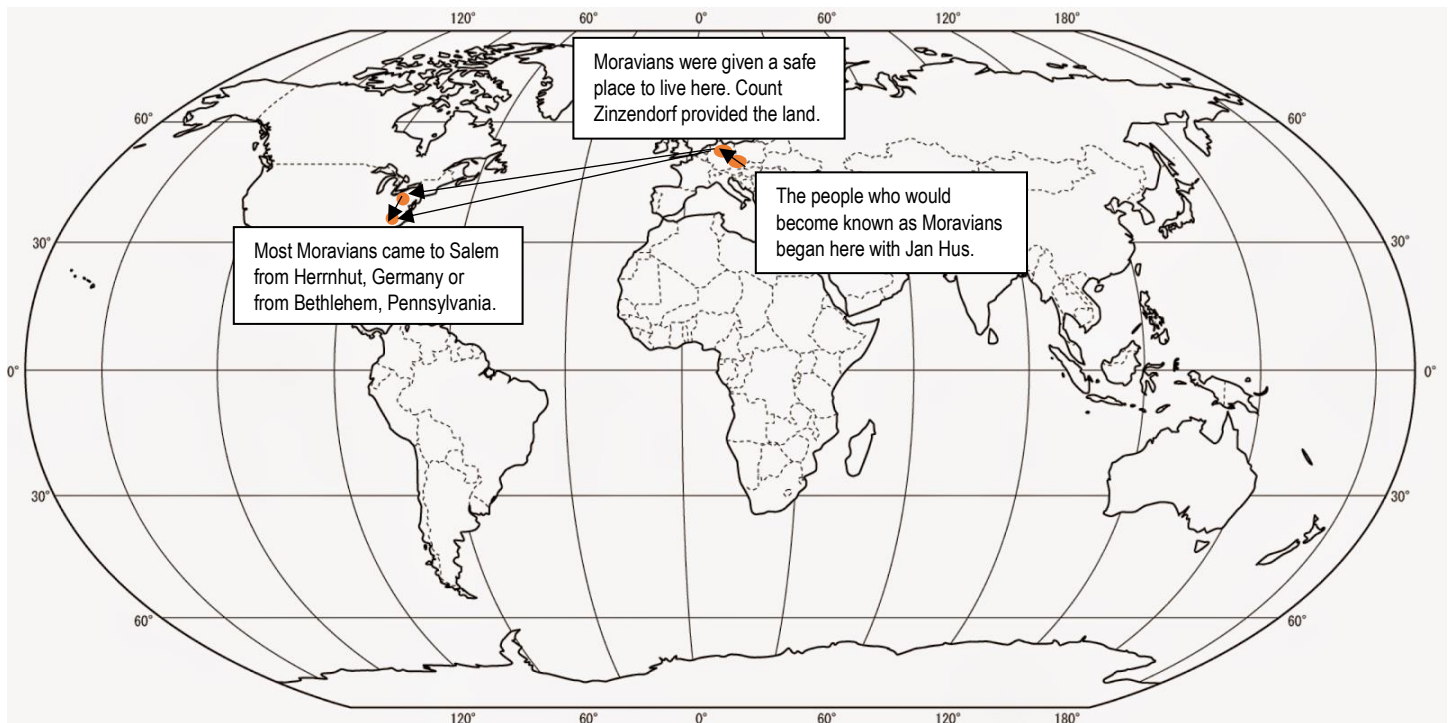 120° 60° 0° 60° 120° 180°
Moravians were given a safe
place to live here. Count
Zinzendorf provided the land.
60° 60°
The people who would
become known as Moravians
began here with Jan Hus.
30° 30°
Most Moravians came to Salem
from Herrnhut, Germany or
from Bethlehem, Pennsylvania.
0° 0°
30° 30°
60° 60°
120° 60° 0° 60° 120° 180°